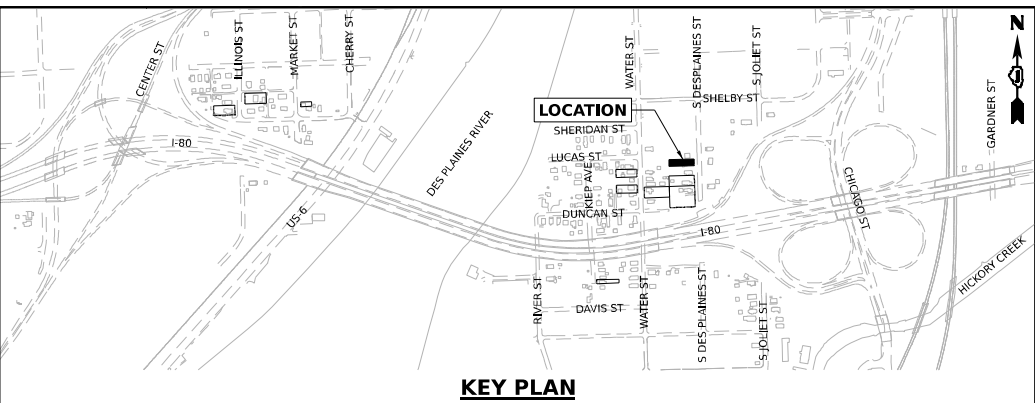 N
CENTER ST
ILLINOIS ST
MARKET ST
CHERRY ST
WATER ST
S DESPLAINES ST
S JOLIET ST
SHELBY ST
GARDNER ST
LOCATION
SHERIDAN ST
LUCAS ST
KIEP AVE
DUNCAN ST
I-80
DES PLAINES RIVER
US-6
I-80
CHICAGO ST
HICKORY CREEK
RIVER ST
DAVIS ST
WATER ST
S DES PLAINES ST
S JOLIET ST
KEY PLAN